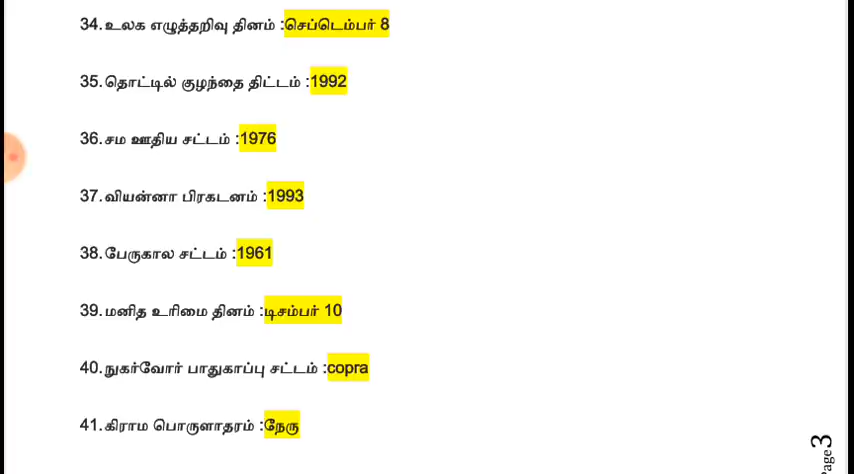 34.உலக எழுத்தறிவு தினம் :செப்டெம்பர் 8
35.தொட்டில் குழந்தை திட்டம் :1992
36.சம ஊதிய சட்டம் :1976
37.வியன்னா பிரகடனம் :1993
38.பேருகால சட்டம் :1961
39.மனித உரிமை தினம் :டிசம்பர் 10
40.நுகர்வோர் பாதுகாப்பு சட்டம் :copra
41.கிராம பொருளாதரம் :நேரு
Page3